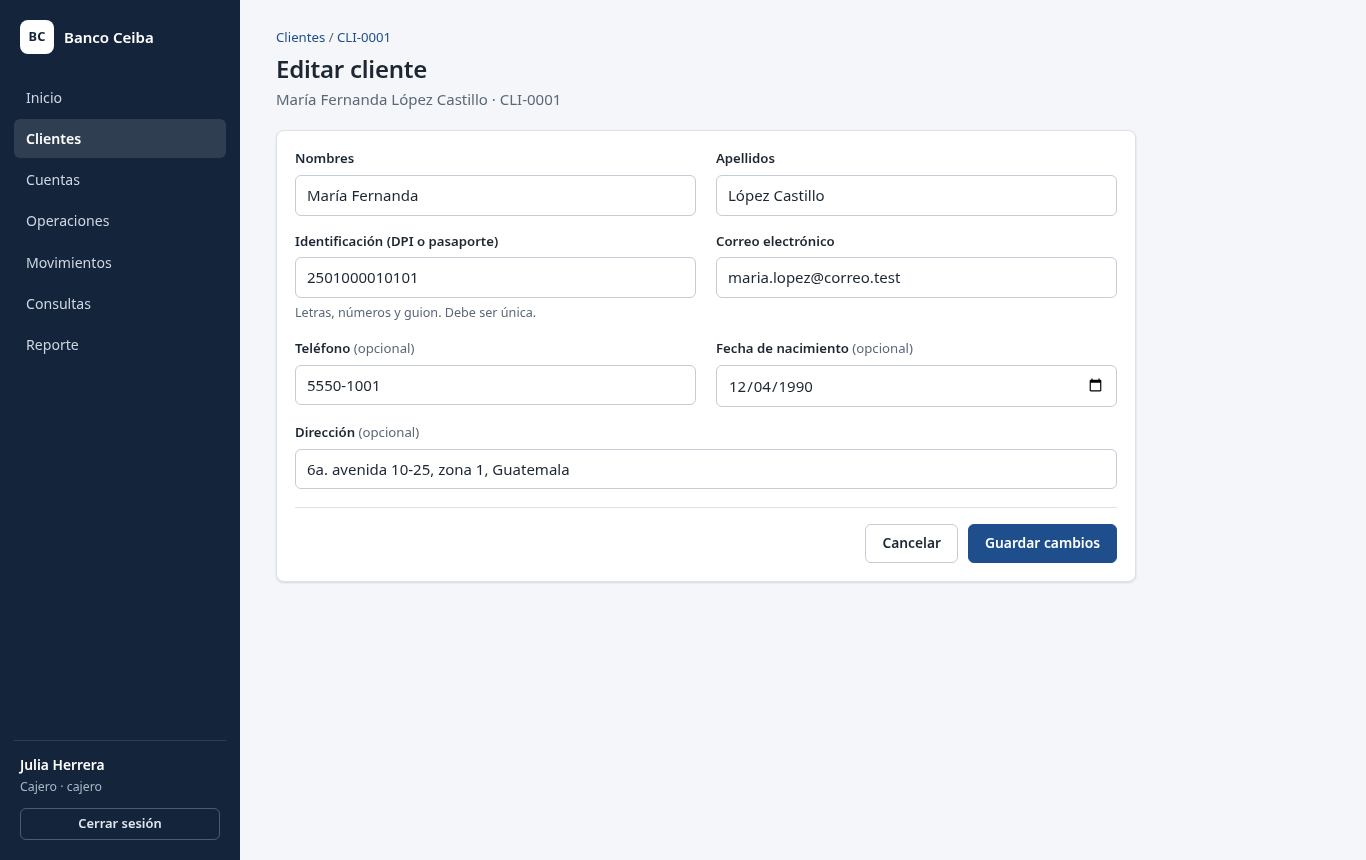 BC Banco Ceiba
Inicio
Clientes
Cuentas
Operaciones
Movimientos
Consultas
Reporte
Julia Herrera
Cajero · cajero
Cerrar sesión
Clientes / CLI-0001
Editar cliente
María Fernanda López Castillo · CLI-0001
Nombres
María Fernanda
Apellidos
López Castillo
Identificación (DPI o pasaporte)
2501000010101
Letras, números y guion. Debe ser única.
Correo electrónico
maria.lopez@correo.test
Teléfono (opcional)
5550-1001
Fecha de nacimiento (opcional)
12/04/1990
Dirección (opcional)
6a. avenida 10-25, zona 1, Guatemala
Cancelar
Guardar cambios